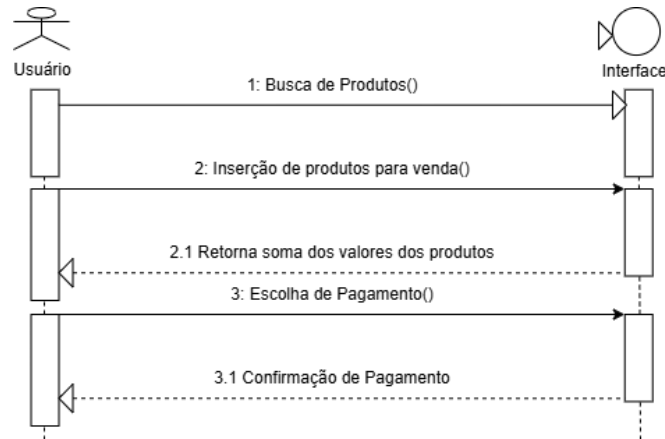 Usuário
Interface
1: Busca de Produtos()
2: Inserção de produtos para venda()
2.1 Retorna soma dos valores dos produtos
3: Escolha de Pagamento()
3.1 Confirmação de Pagamento